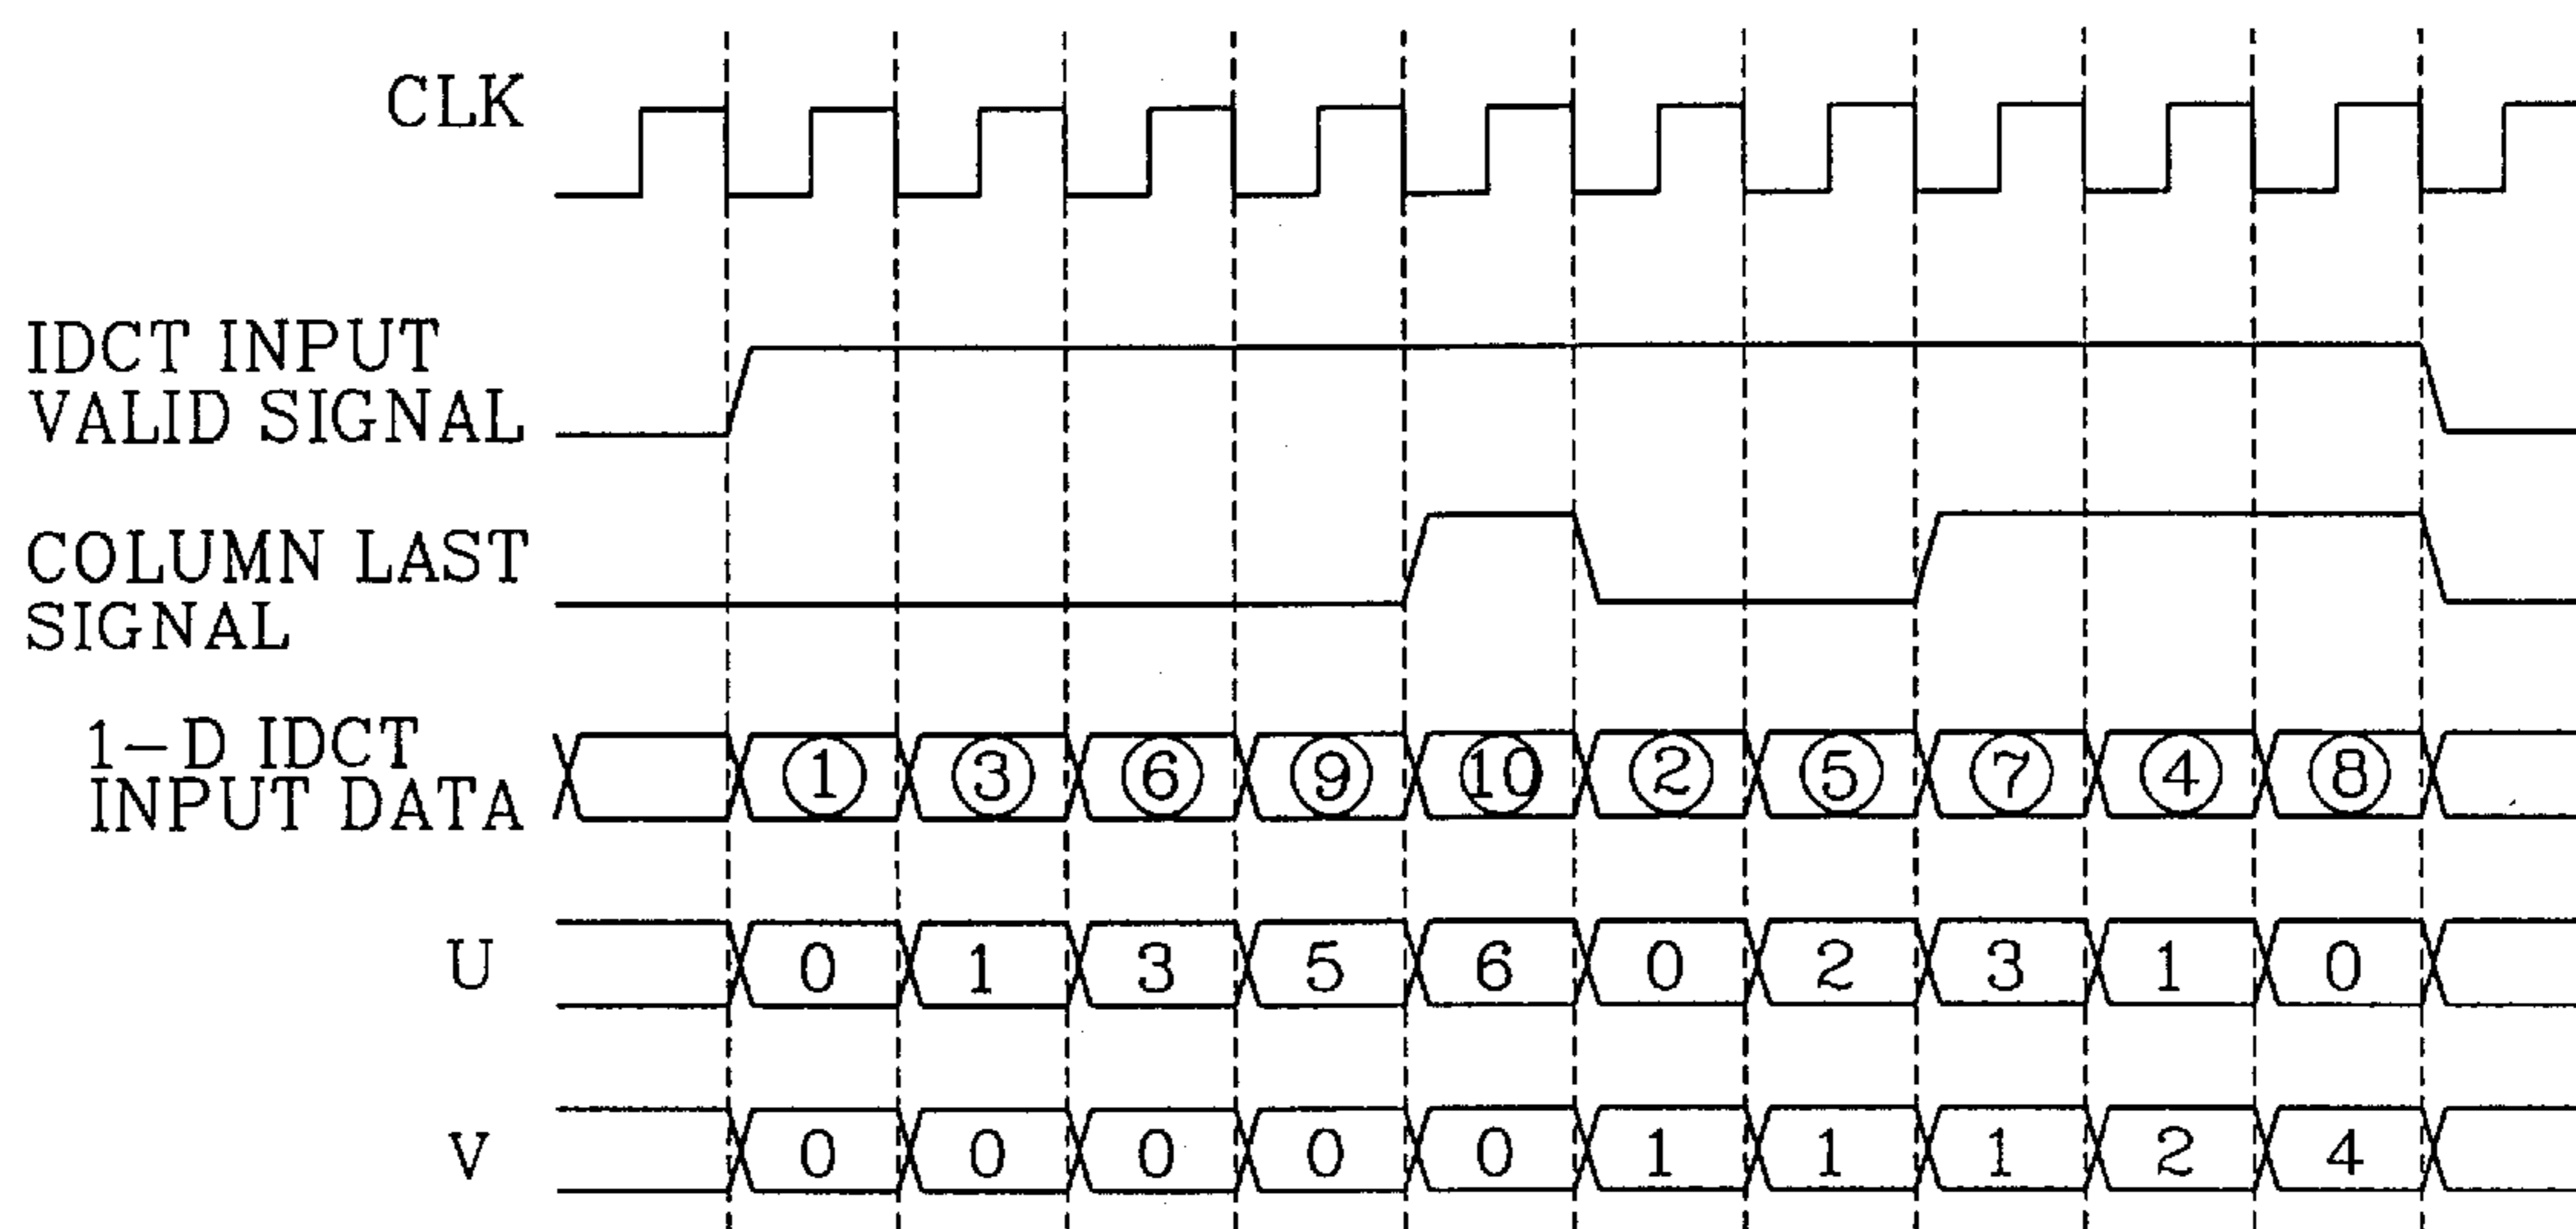 CLK
IDCT INPUT
VALID SIGNAL
COLUMN LAST
SIGNAL
1-D IDCT
INPUT DATA
① ③ ⑥ ⑨ ⑩ ② ⑤ ⑦ ④ ⑧
U 0 1 3 5 6 0 2 3 1 0
V 0 0 0 0 0 1 1 1 2 4